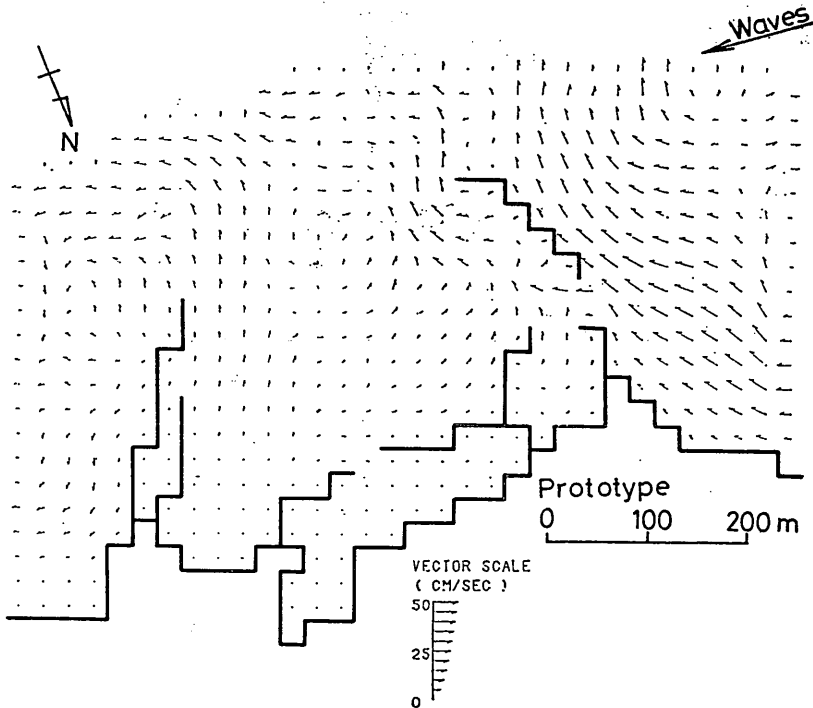 Waves
N
Prototype
0 100 200 m
VECTOR SCALE
( CM/SEC )
50
25
0